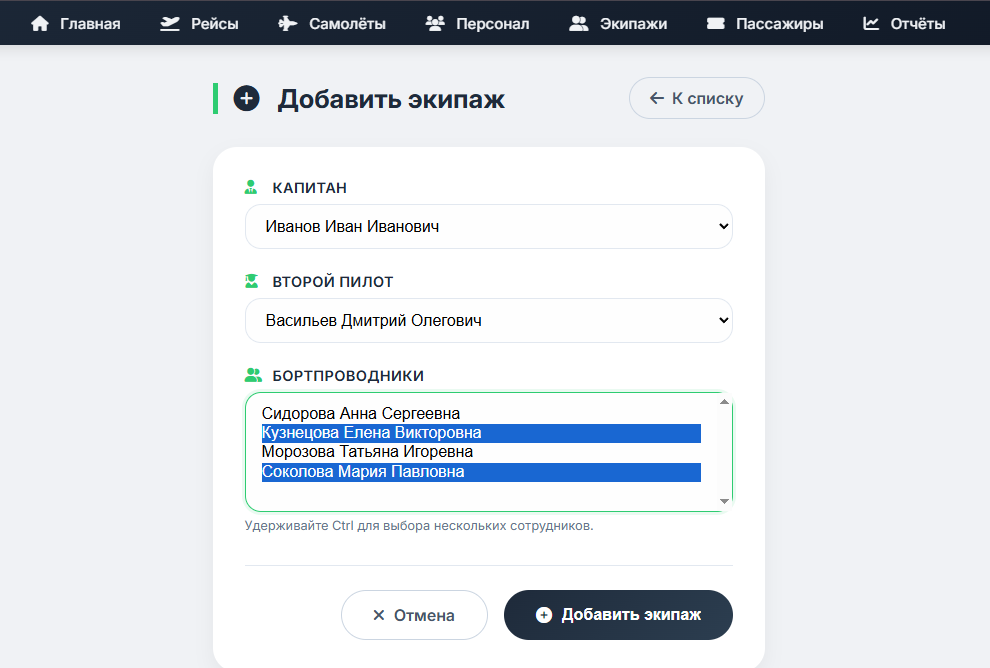 Главная Рейсы Самолёты Персонал Экипажи Пассажиры Отчёты
Добавить экипаж
← К списку
КАПИТАН
Иванов Иван Иванович
ВТОРОЙ ПИЛОТ
Васильев Дмитрий Олегович
БОРТПРОВОДНИКИ
Сидорова Анна Сергеевна
Кузнецова Елена Викторовна
Морозова Татьяна Игоревна
Соколова Мария Павловна
Удерживайте Ctrl для выбора нескольких сотрудников.
Отмена
Добавить экипаж